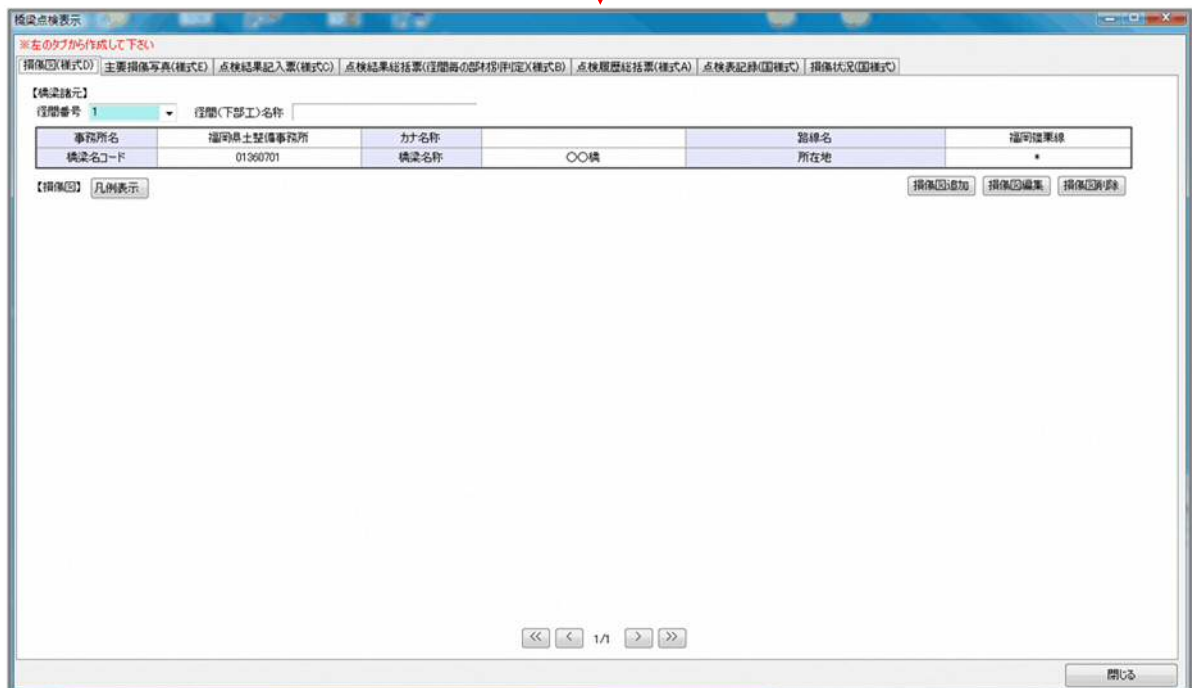 橋梁点検表示
※左のタブから作成して下さい
損傷図(様式D) 主要損傷写真(様式E) 点検結果記入票(様式C) 点検結果総括票(径間毎の部材別判定)(様式B) 点検履歴総括票(様式A) 点検表記録(国様式) 損傷状況(国様式)
【橋梁諸元】
径間番号 1 径間(下部工)名称
事務所名 福岡県土整備事務所 カナ名称 路線名 福岡篠栗線
橋梁名コード 01360701 橋梁名称 〇〇橋 所在地 *
【損傷図】 凡例表示 損傷図追加 損傷図編集 損傷図削除
<< < 1/1 > >>
閉じる